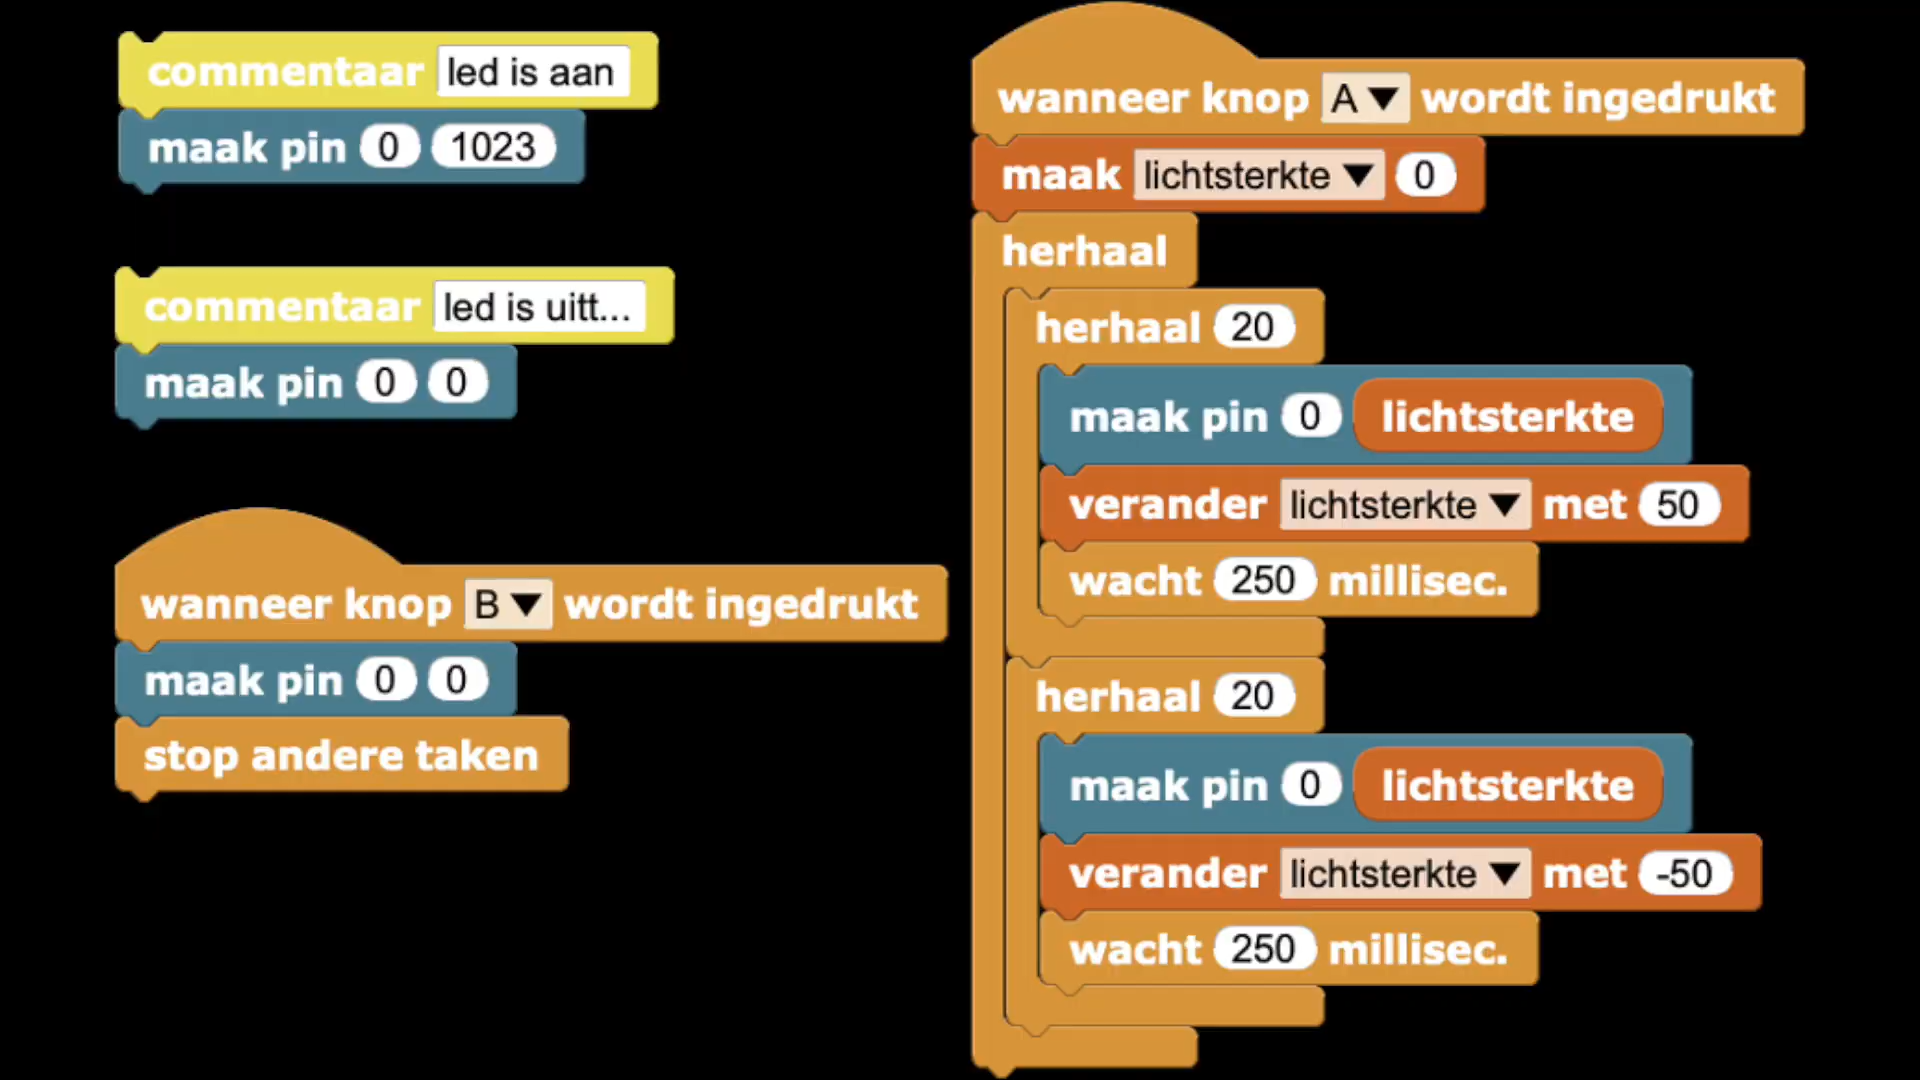 commentaar led is aan
maak pin 0 1023
commentaar led is uitt...
maak pin 0 0
wanneer knop B wordt ingedrukt
maak pin 0 0
stop andere taken
wanneer knop A wordt ingedrukt
maak lichtsterkte 0
herhaal
herhaal 20
maak pin 0 lichtsterkte
verander lichtsterkte met 50
wacht 250 millisec.
herhaal 20
maak pin 0 lichtsterkte
verander lichtsterkte met -50
wacht 250 millisec.